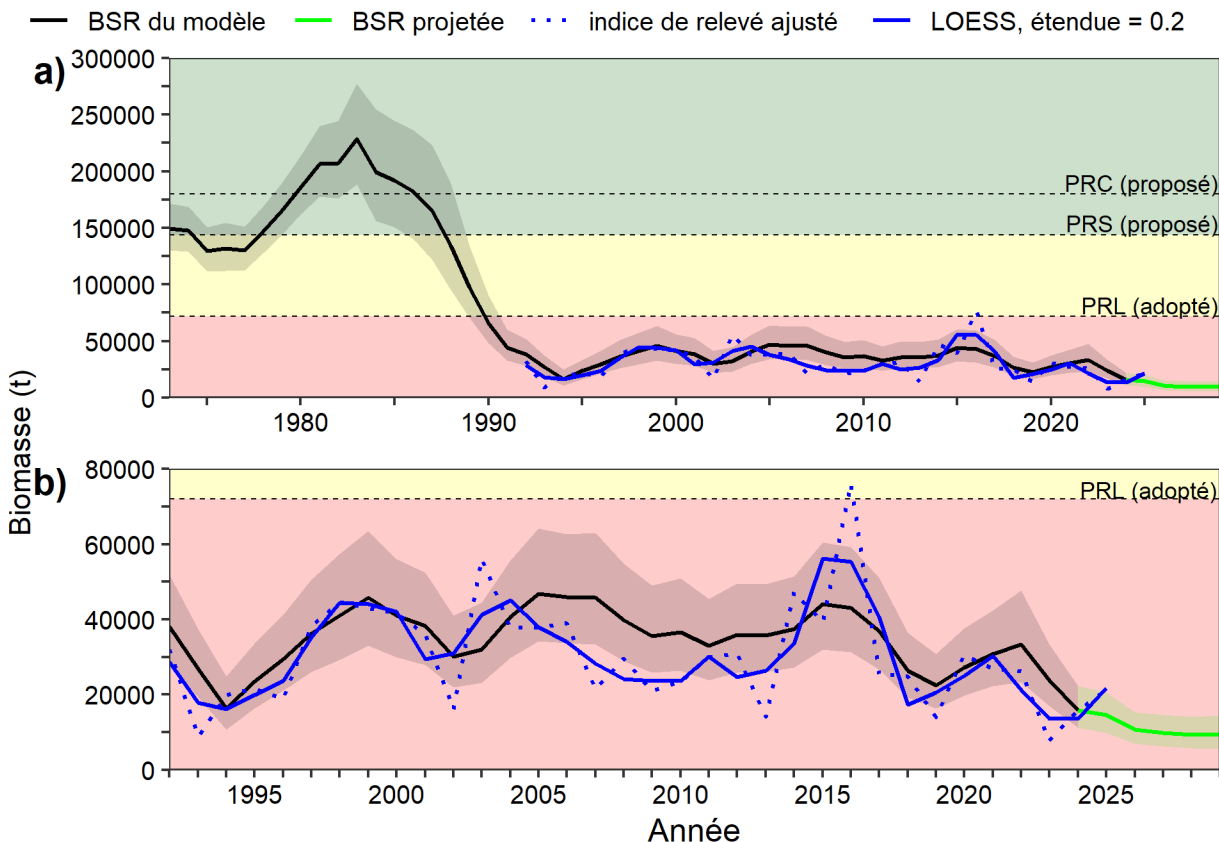 BSR du modèle BSR projetée indice de relevé ajusté LOESS, étendue = 0.2
a)
300000
250000
200000
150000
100000
50000
0
PRC (proposé)
PRS (proposé)
PRL (adopté)
1980 1990 2000 2010 2020
Biomasse (t)
b)
80000
60000
40000
20000
0
PRL (adopté)
1995 2000 2005 2010 2015 2020 2025
Année